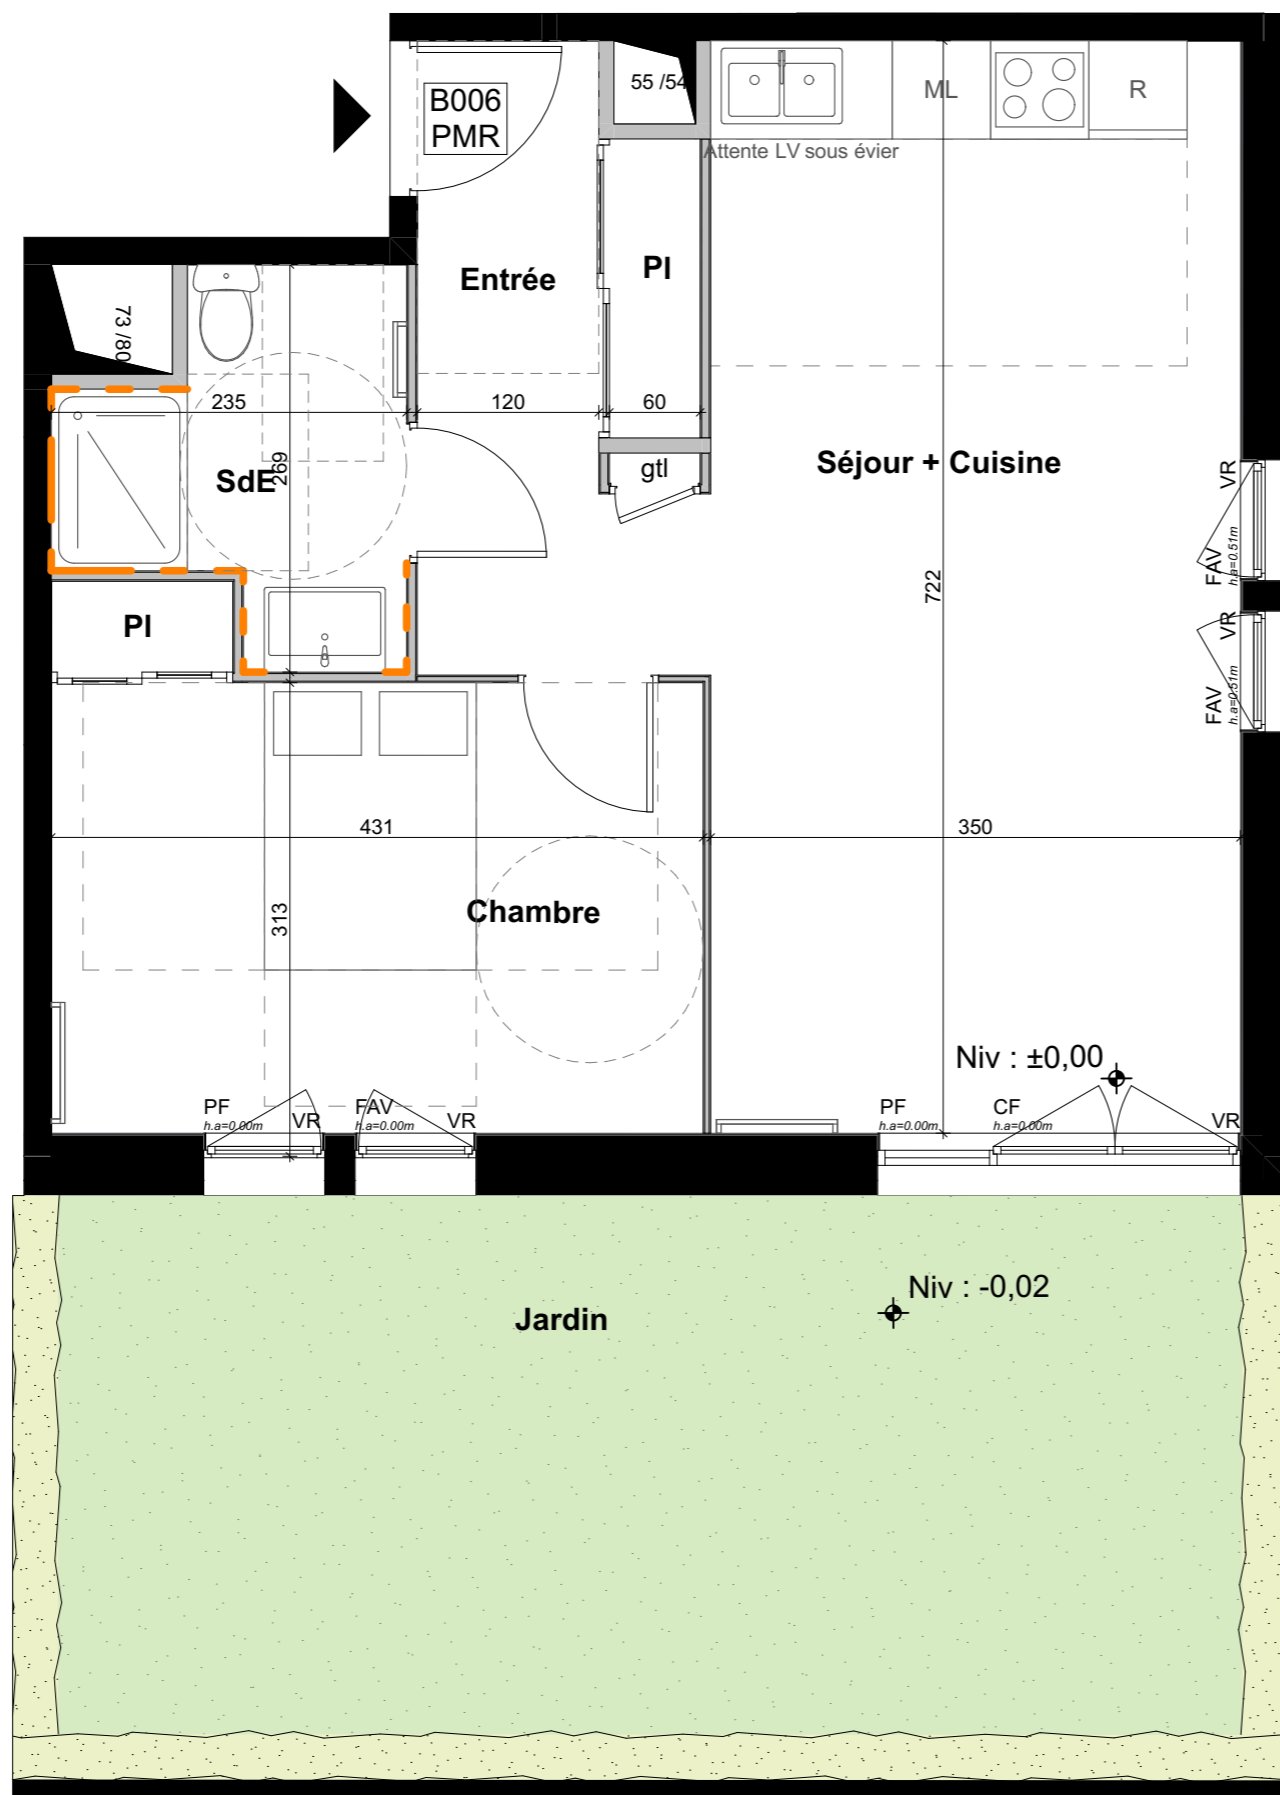 B006
PMR
55 /54
ML
R
Attente LV sous évier
Entrée
Pl
73 /80
235
120
60
SdE
269
gtl
Séjour + Cuisine
VR
FAV
h.a=0.51m
722
VR
FAV
h.a=0.51m
Pl
431
350
313
Chambre
Niv : ±0,00
PF
h.a=0.00m
VR
FAV
h.a=0.00m
VR
PF
h.a=0.00m
CF
h.a=0.00m
VR
Niv : -0,02
Jardin